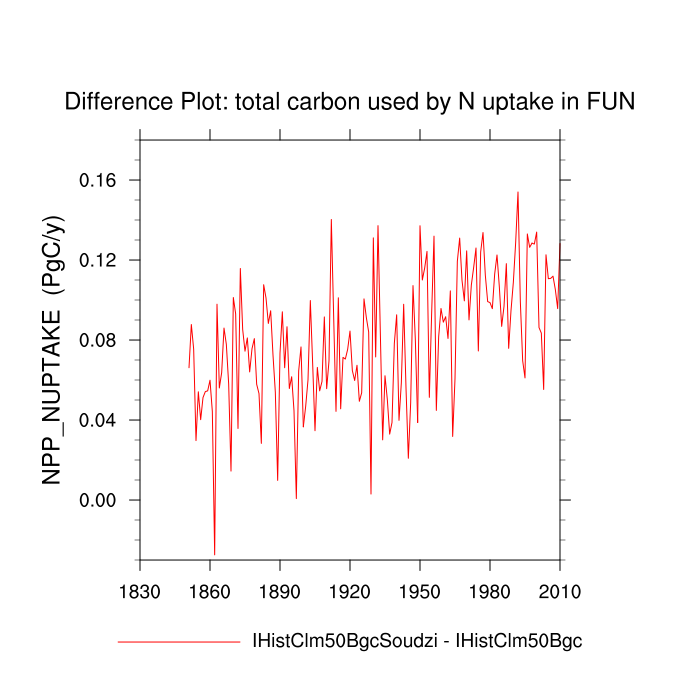 Difference Plot: total carbon used by N uptake in FUN
NPP_NUPTAKE (PgC/y)
0.16
0.12
0.08
0.04
0.00
1830 1860 1890 1920 1950 1980 2010
IHistClm50BgcSoudzi - IHistClm50Bgc